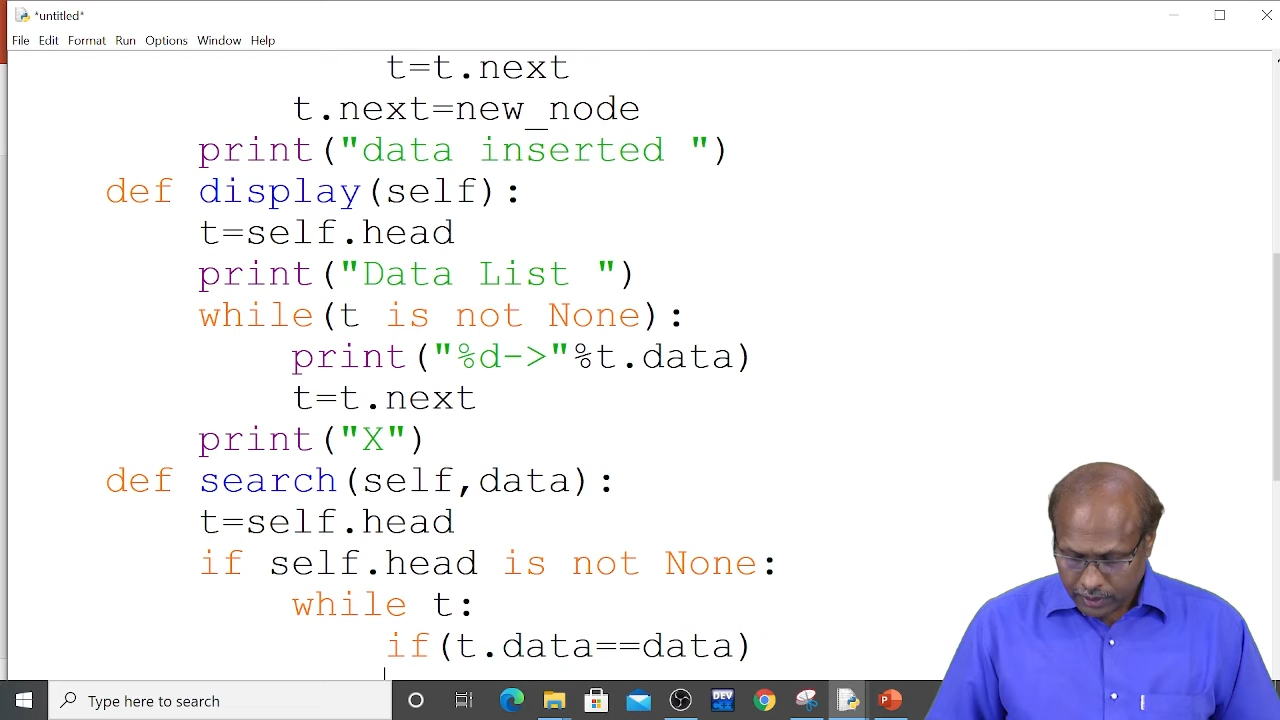 *untitled*
File Edit Format Run Options Window Help
t=t.next
t.next=new_node
print("data inserted ")
def display(self):
t=self.head
print("Data List ")
while(t is not None):
print("%d->"%t.data)
t=t.next
print("X")
def search(self,data):
t=self.head
if self.head is not None:
while t:
if(t.data==data)
Type here to search
DEV
C++